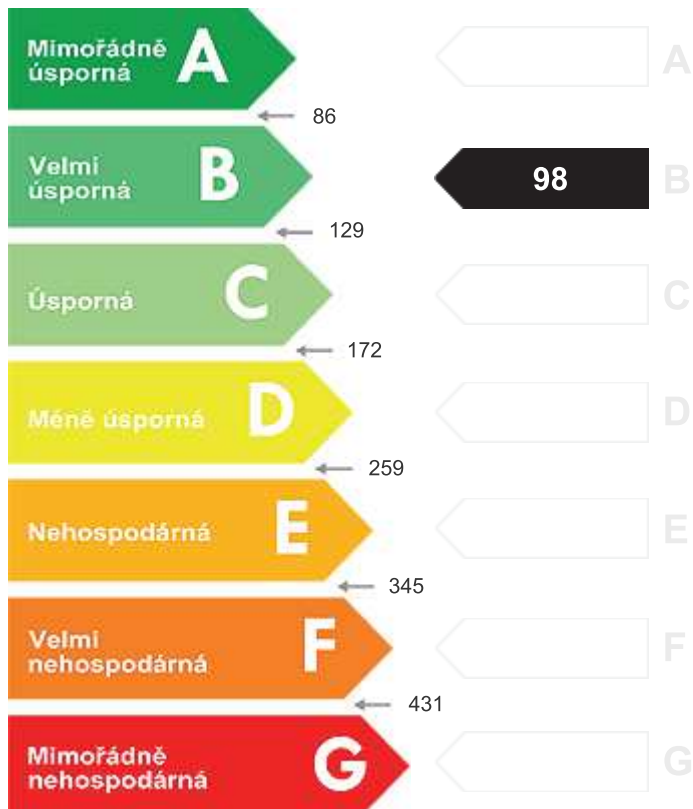 Mimořádně
úsporná
A
A
86
Velmi
úsporná
B
98
B
129
Úsporná
C
C
172
Méně úsporná
D
D
259
Nehospodárná
E
E
345
Velmi
nehospodárná
F
F
431
Mimořádně
nehospodárná
G
G